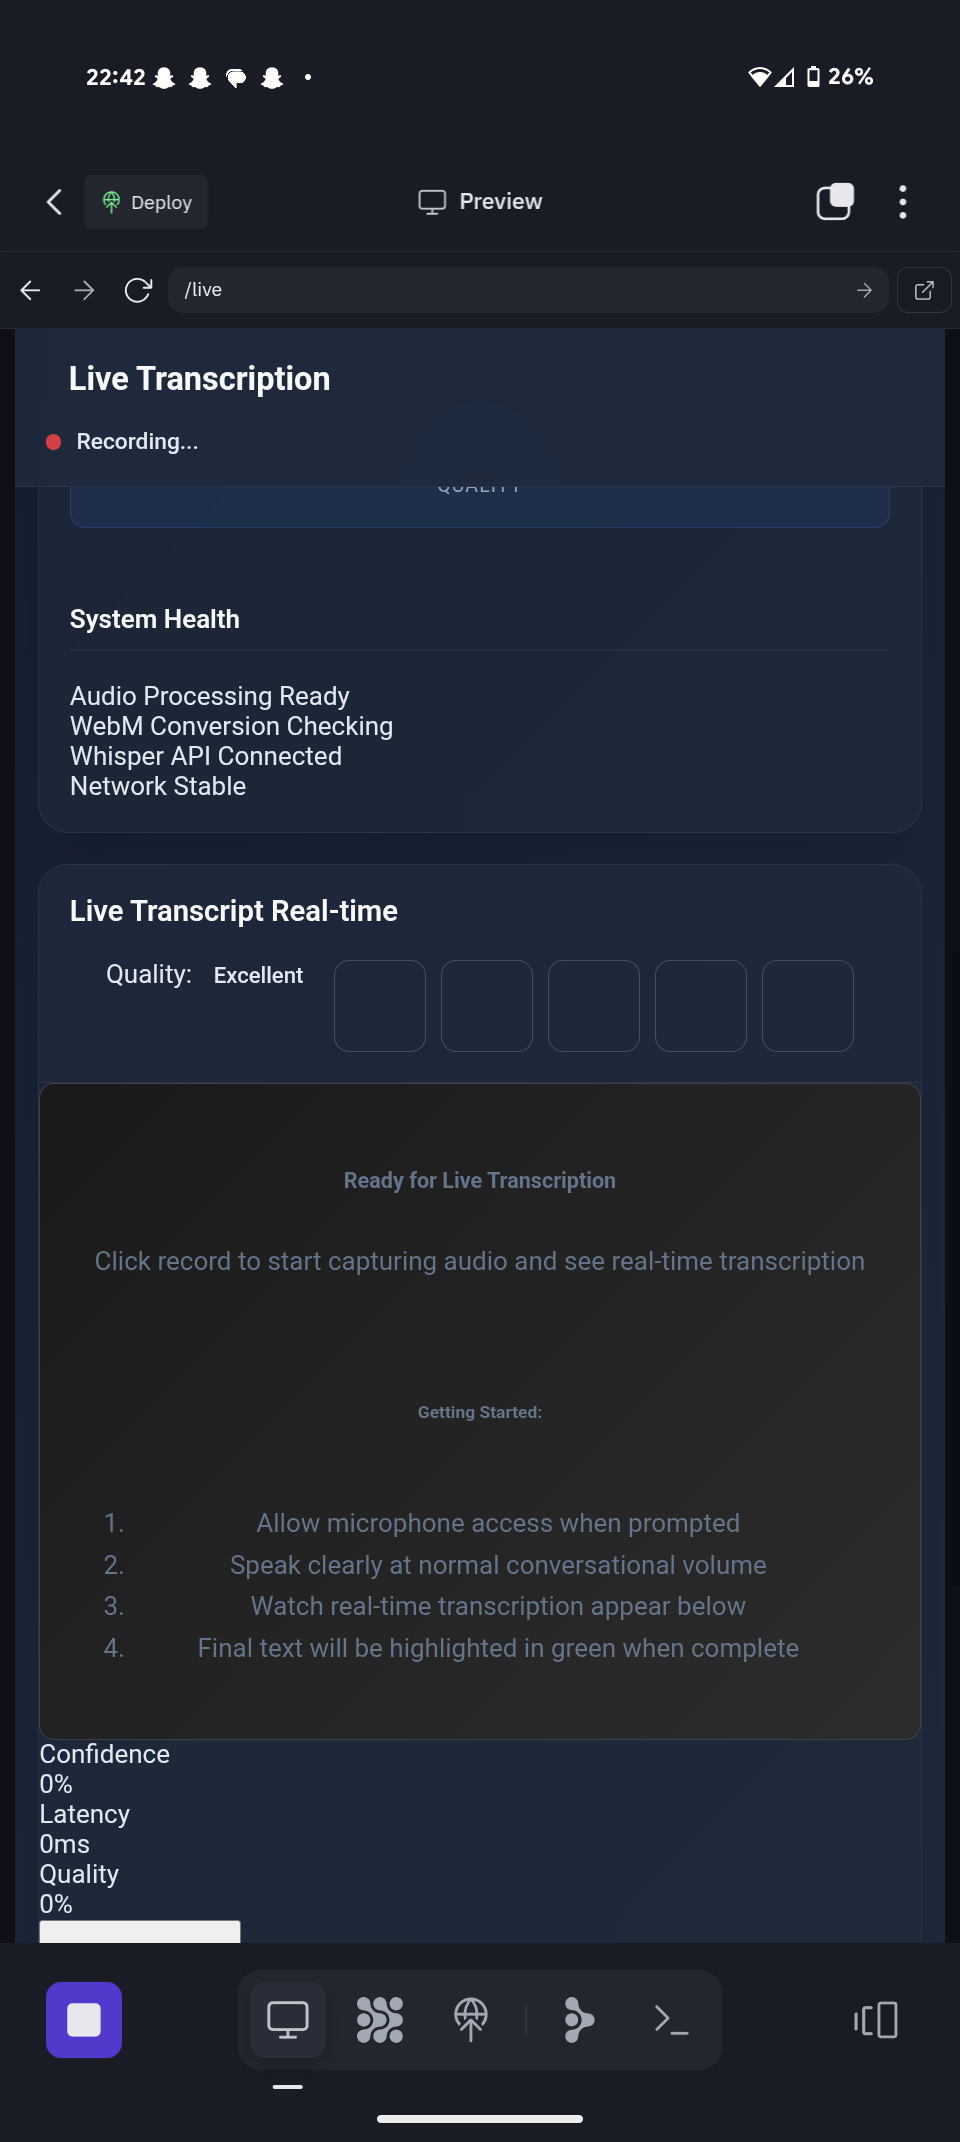 22:42
26%
Deploy
Preview
/live
Live Transcription
Recording...
QUALITY
System Health
Audio Processing Ready
WebM Conversion Checking
Whisper API Connected
Network Stable
Live Transcript Real-time
Quality: Excellent
Ready for Live Transcription
Click record to start capturing audio and see real-time transcription
Getting Started:
1. Allow microphone access when prompted
2. Speak clearly at normal conversational volume
3. Watch real-time transcription appear below
4. Final text will be highlighted in green when complete
Confidence
0%
Latency
0ms
Quality
0%